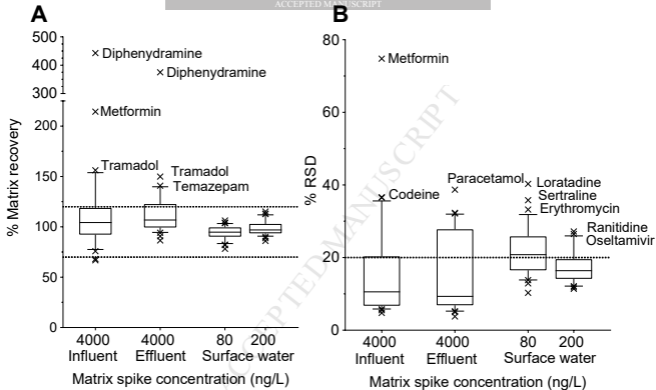 ACCEPTED MANUSCRIPT
A
500
400
300
200
150
100
50
0
% Matrix recovery
Diphenydramine
Diphenydramine
Metformin
Tramadol
Tramadol
Temazepam
4000 4000 80 200
Influent Effluent Surface water
Matrix spike concentration (ng/L)
B
80
60
40
20
0
% RSD
Metformin
Codeine
Paracetamol
Loratadine
Sertraline
Erythromycin
Ranitidine
Oseltamivir
4000 4000 80 200
Influent Effluent Surface water
Matrix spike concentration (ng/L)
ACCEPTED MANUSCRIPT